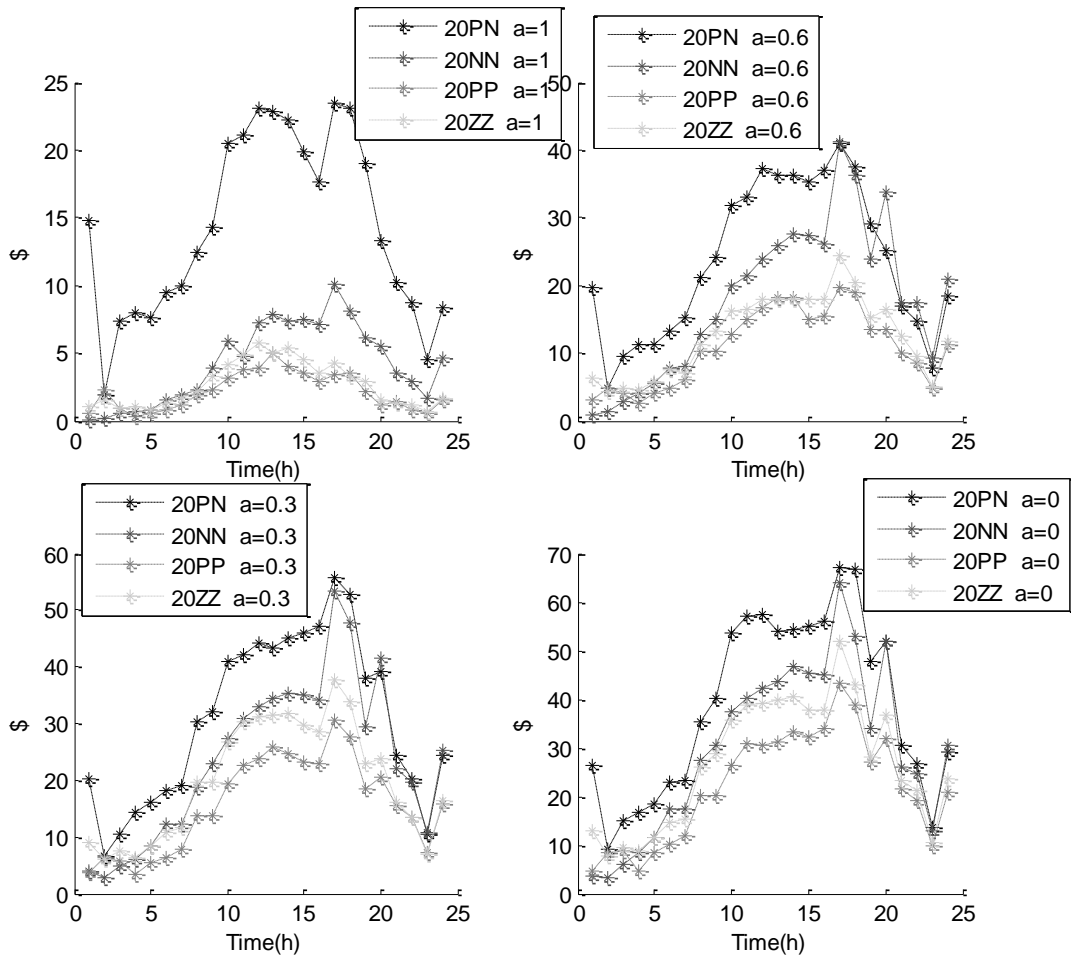 20PN a=1
20NN a=1
20PP a=1
20ZZ a=1
25
20
15
10
5
0
$
0 5 10 15 20 25
Time(h)
20PN a=0.6
20NN a=0.6
20PP a=0.6
20ZZ a=0.6
50
40
30
20
10
0
$
0 5 10 15 20 25
Time(h)
20PN a=0.3
20NN a=0.3
20PP a=0.3
20ZZ a=0.3
60
50
40
30
20
10
0
$
0 5 10 15 20 25
Time(h)
20PN a=0
20NN a=0
20PP a=0
20ZZ a=0
70
60
50
40
30
20
10
0
$
0 5 10 15 20 25
Time(h)